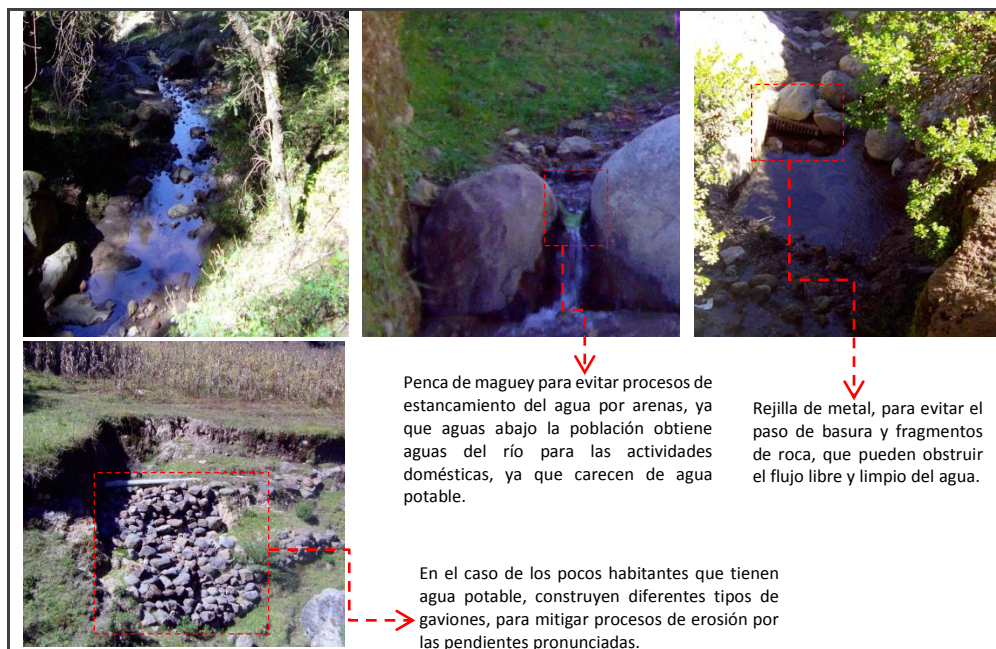 Penca de maguey para evitar procesos de
estancamiento del agua por arenas, ya
que aguas abajo la población obtiene
aguas del río para las actividades
domésticas, ya que carecen de agua
potable.
Rejilla de metal, para evitar el
paso de basura y fragmentos
de roca, que pueden obstruir
el flujo libre y limpio del agua.
En el caso de los pocos habitantes que tienen
agua potable, construyen diferentes tipos de
gaviones, para mitigar procesos de erosión por
las pendientes pronunciadas.